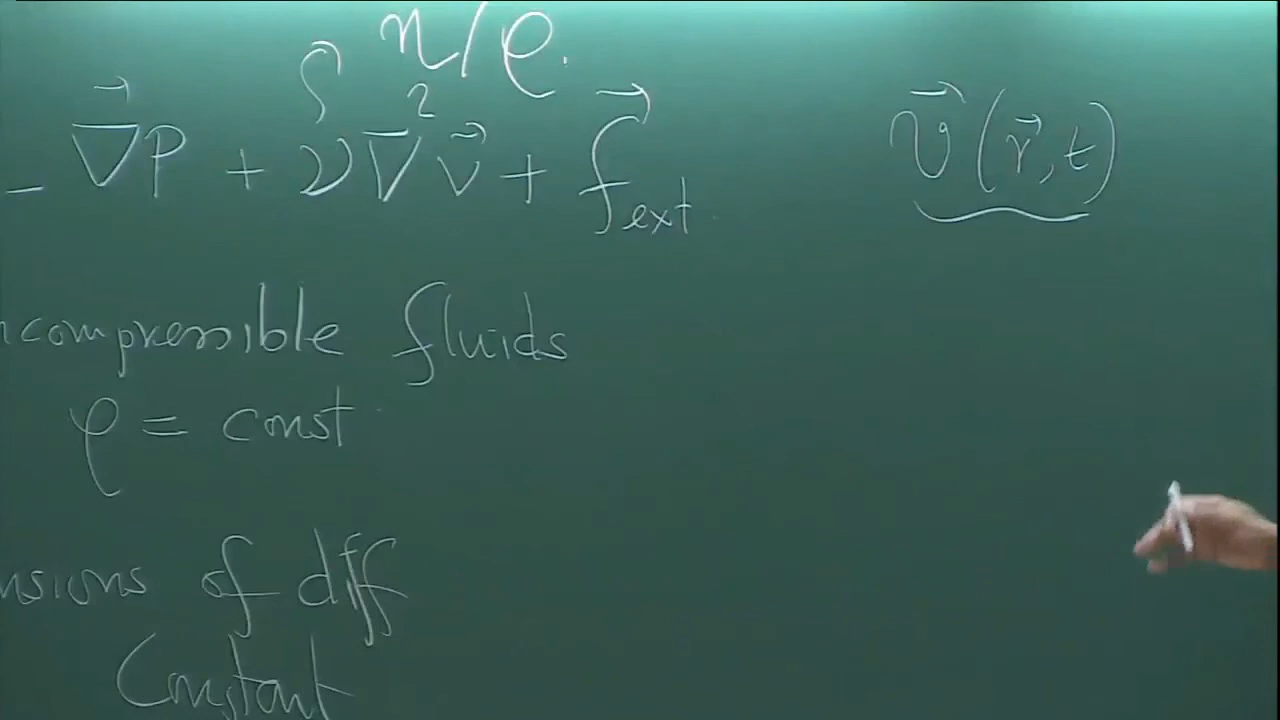 η/ρ.
- ∇⃗P + ν∇²v⃗ + f⃗ext
v⃗(r⃗,t)
ncompressible fluids
ρ = const
nsions of diff
Constant